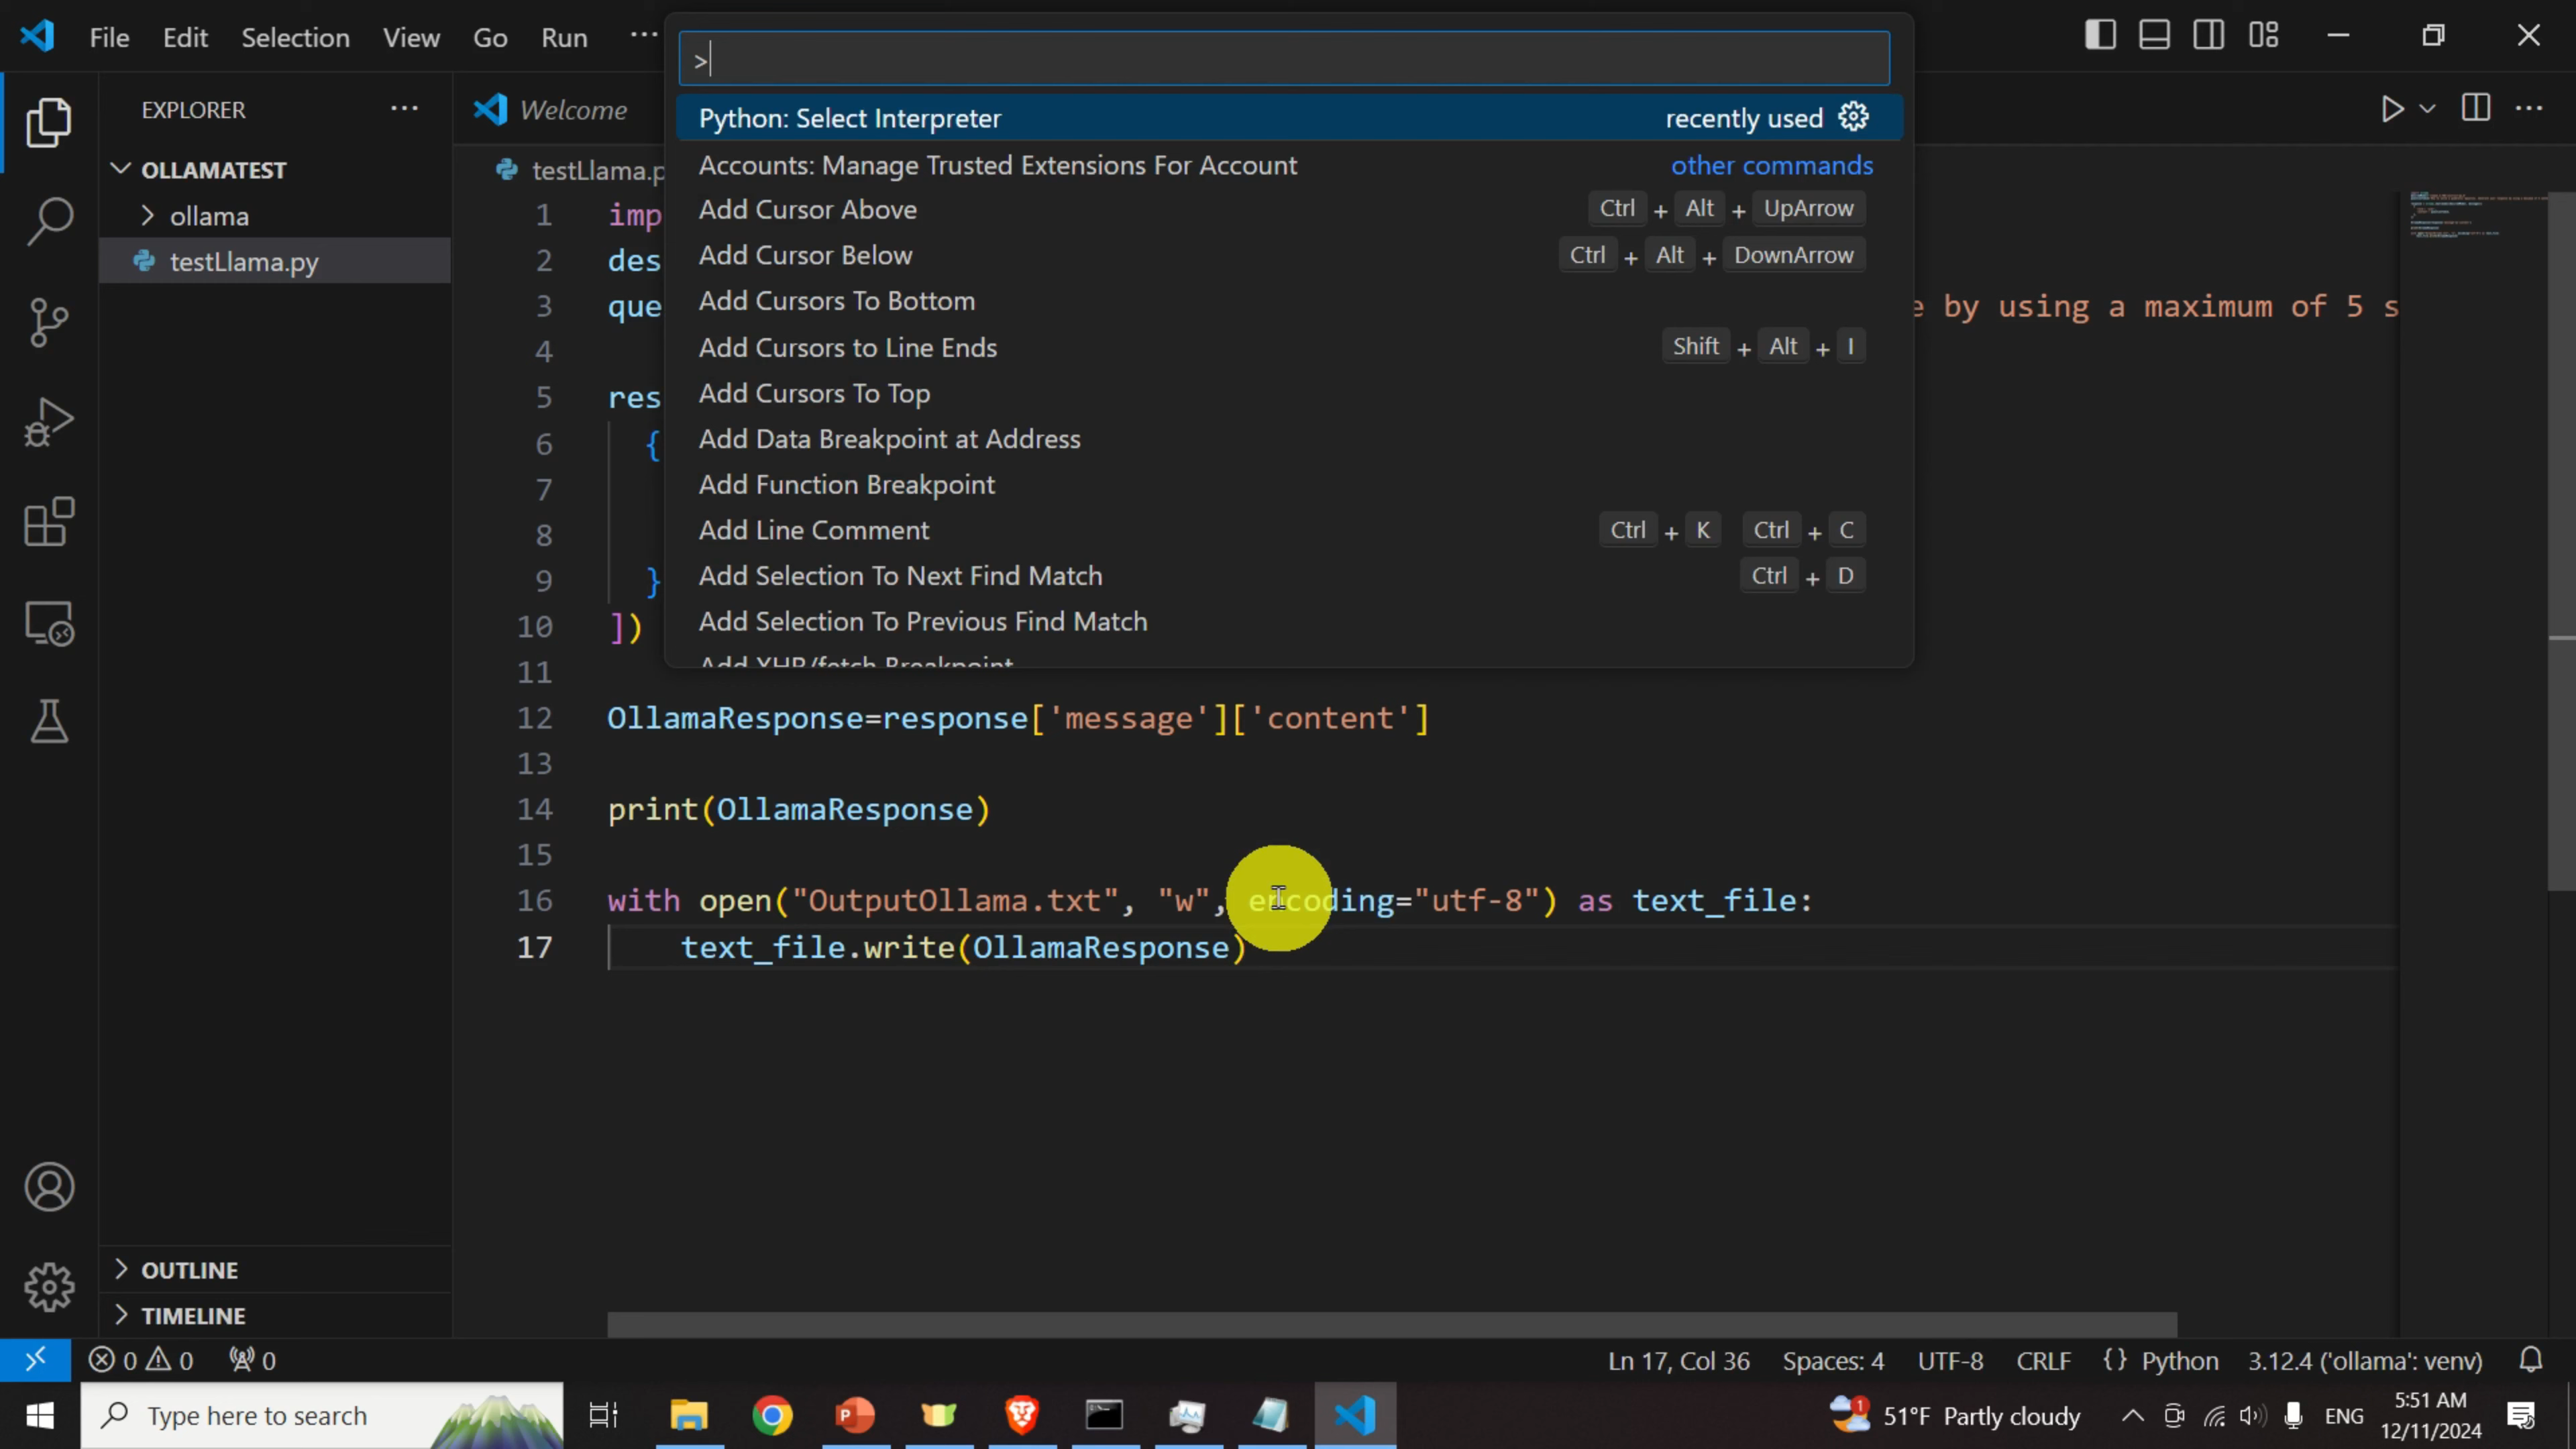 File Edit Selection View Go Run ···
>
Python: Select Interpreter recently used
Accounts: Manage Trusted Extensions For Account other commands
Add Cursor Above Ctrl + Alt + UpArrow
Add Cursor Below Ctrl + Alt + DownArrow
Add Cursors To Bottom
Add Cursors to Line Ends Shift + Alt + I
Add Cursors To Top
Add Data Breakpoint at Address
Add Function Breakpoint
Add Line Comment Ctrl + K Ctrl + C
Add Selection To Next Find Match Ctrl + D
Add Selection To Previous Find Match
Add XHR/fetch Breakpoint
EXPLORER ···
OLLAMATEST
ollama
testLlama.py
OUTLINE
TIMELINE
Welcome
testLlama.p
1 imp
2 des
3 que e by using a maximum of 5 s
4
5 res
6 {
7
8
9 }
10 ])
11
12 OllamaResponse=response['message']['content']
13
14 print(OllamaResponse)
15
16 with open("OutputOllama.txt", "w", encoding="utf-8") as text_file:
17 text_file.write(OllamaResponse)
0 0 0 Ln 17, Col 36 Spaces: 4 UTF-8 CRLF {} Python 3.12.4 ('ollama': venv)
Type here to search
1 51°F Partly cloudy ENG 5:51 AM
12/11/2024